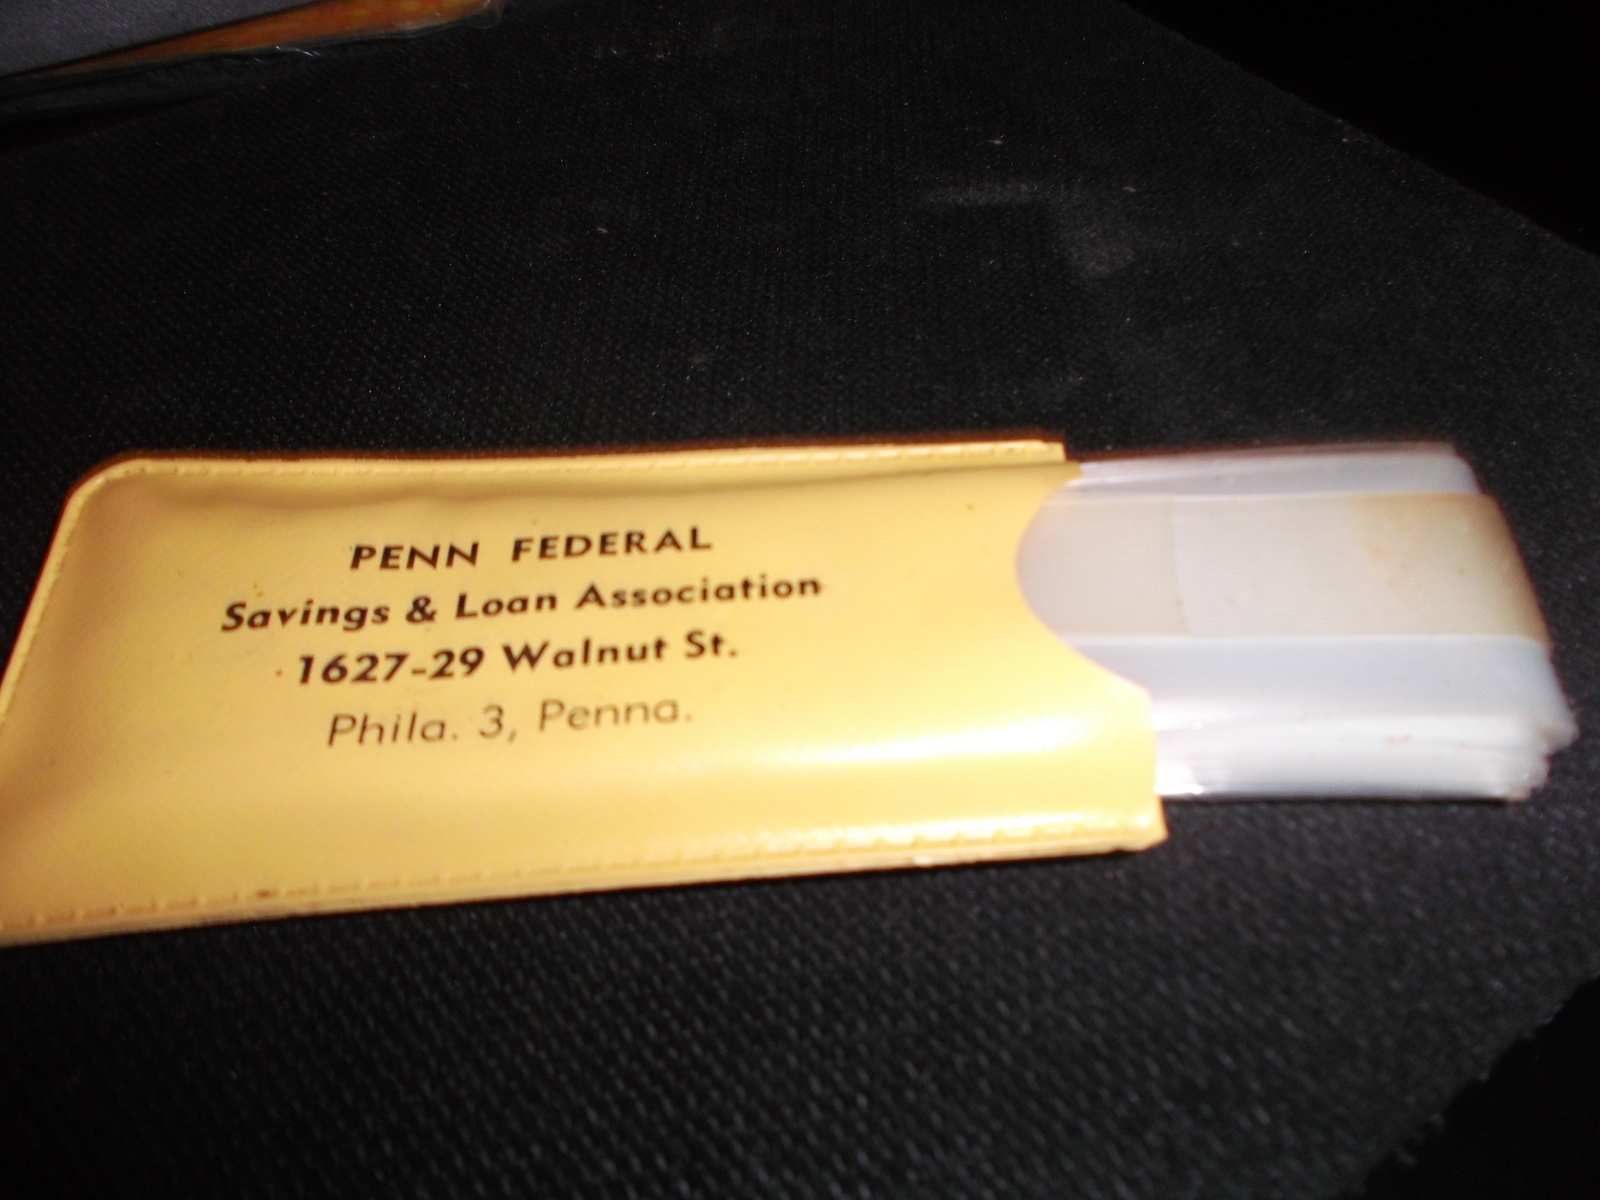 PENN FEDERAL
Savings & Loan Association
1627-29 Walnut St.
Phila. 3, Penna.